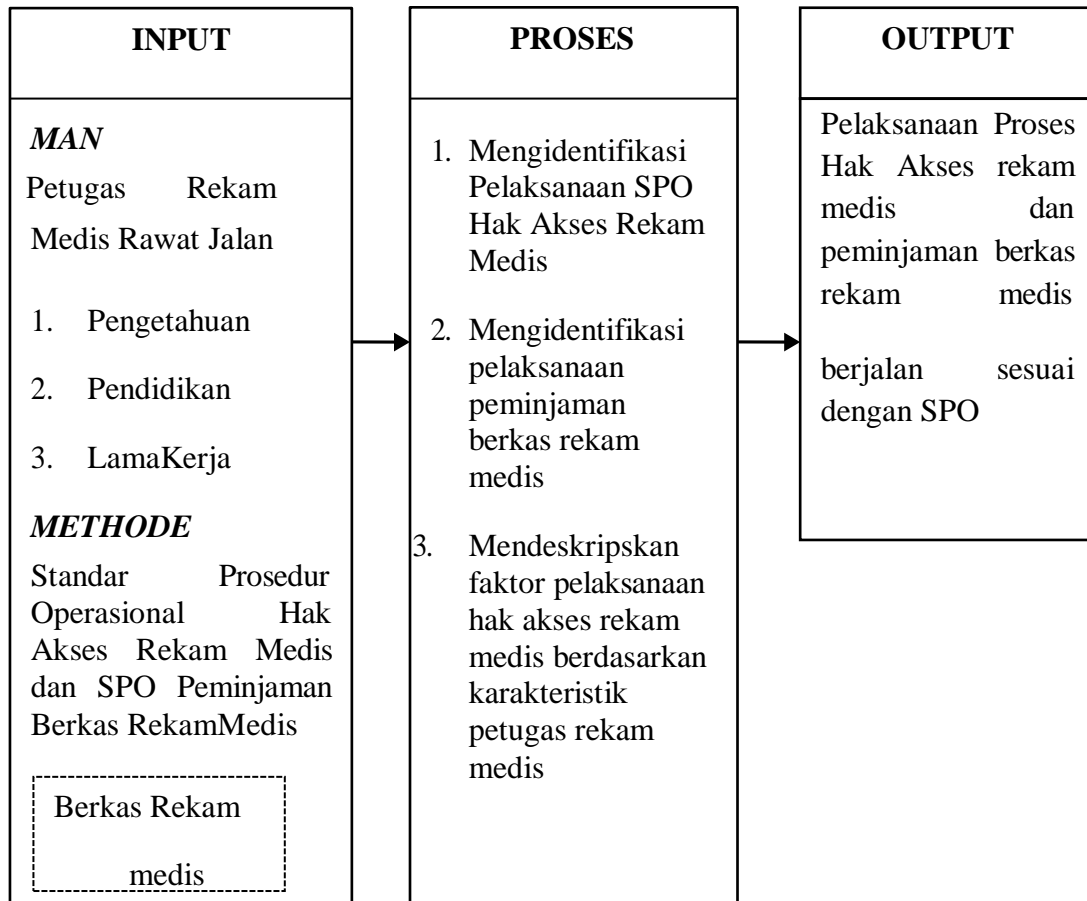 INPUT
MAN
Petugas Rekam
Medis Rawat Jalan
1. Pengetahuan
2. Pendidikan
3. LamaKerja
METHODE
Standar Prosedur
Operasional Hak
Akses Rekam Medis
dan SPO Peminjaman
Berkas RekamMedis
Berkas Rekam
medis
PROSES
1. Mengidentifikasi
Pelaksanaan SPO
Hak Akses Rekam
Medis
2. Mengidentifikasi
pelaksanaan
peminjaman
berkas rekam
medis
3. Mendeskripskan
faktor pelaksanaan
hak akses rekam
medis berdasarkan
karakteristik
petugas rekam
medis
OUTPUT
Pelaksanaan Proses
Hak Akses rekam
medis dan
peminjaman berkas
rekam medis
berjalan sesuai
dengan SPO